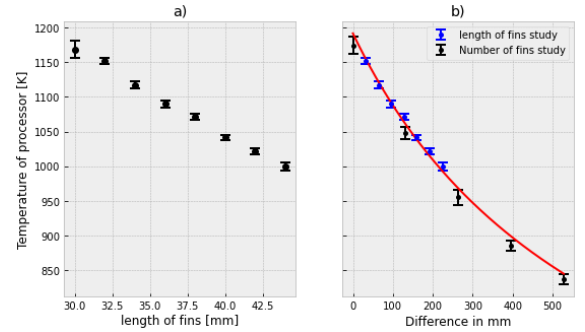 a)
b)
Temperature of processor [K]
1200
1150
1100
1050
1000
950
900
850
30.0 32.5 35.0 37.5 40.0 42.5
length of fins [mm]
length of fins study
Number of fins study
0 100 200 300 400 500
Difference in mm